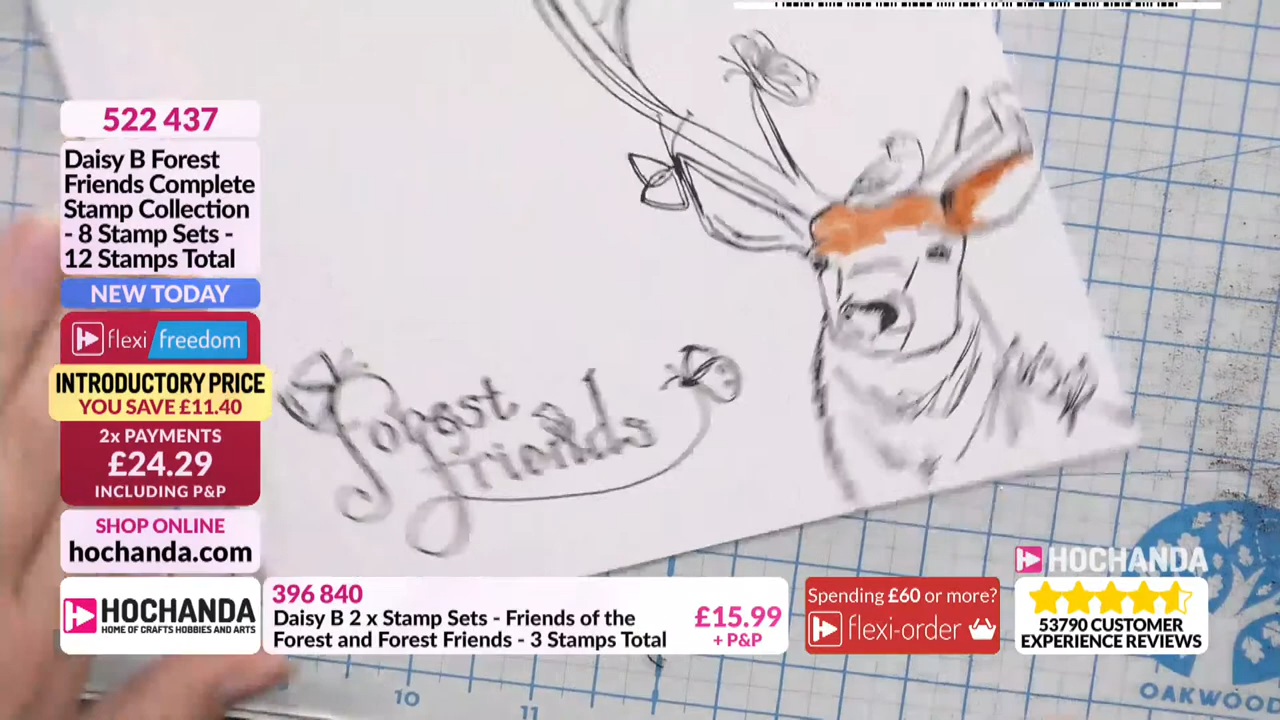 522 437
Daisy B Forest
Friends Complete
Stamp Collection
- 8 Stamp Sets -
12 Stamps Total
NEW TODAY
flexi freedom
INTRODUCTORY PRICE
YOU SAVE £11.40
2x PAYMENTS
£24.29
INCLUDING P&P
SHOP ONLINE
hochanda.com
HOCHANDA
HOME OF CRAFTS HOBBIES AND ARTS
Forest
friends
396 840
Daisy B 2 x Stamp Sets - Friends of the
Forest and Forest Friends - 3 Stamps Total
£15.99
+ P&P
Spending £60 or more?
flexi-order
HOCHANDA
53790 CUSTOMER
EXPERIENCE REVIEWS
OAKWOOD
10
11